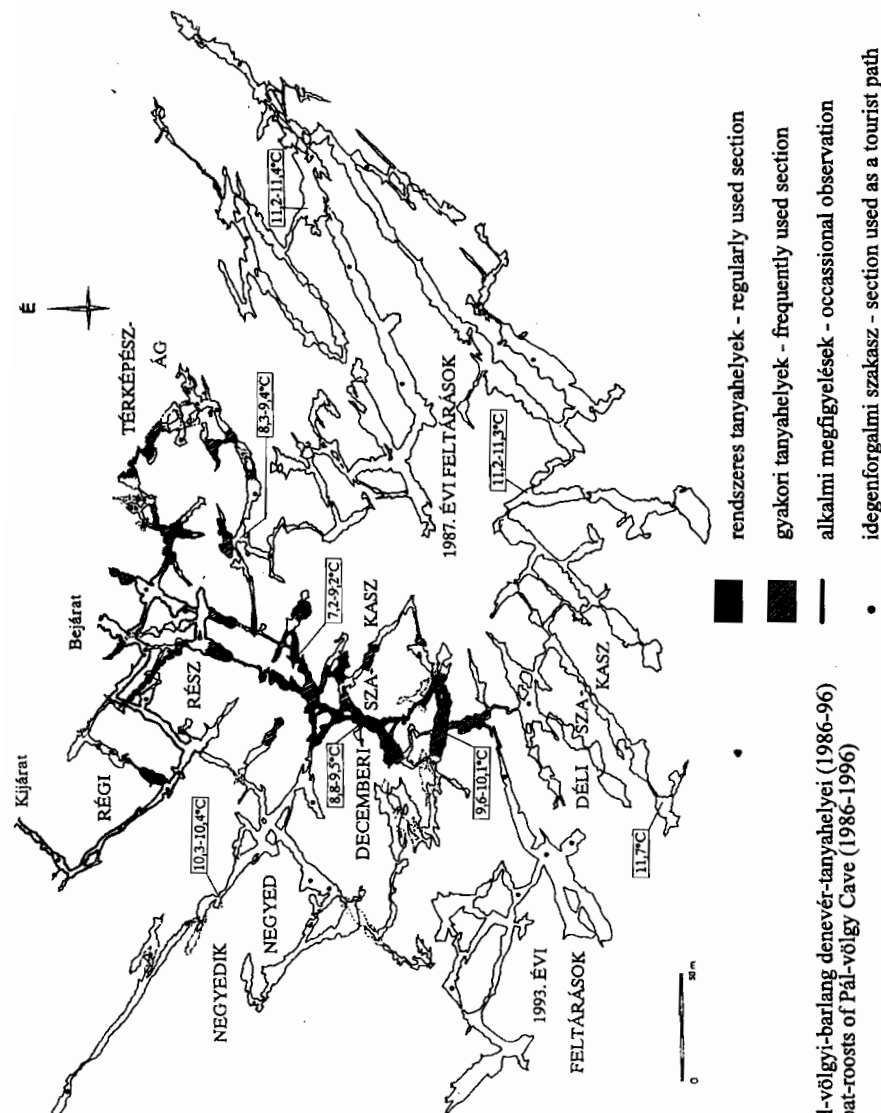 É
TÉRKÉPÉSZ-
ÁG
Bejárat
Kijárat
RÉGI
RÉSZ
11,2-11,4°C
8,3-9,4°C
7,2-9,2°C
10,3-10,4°C
NEGYEDIK
NEGYED
DECEMBERI
SZA-
KASZ
8,8-9,5°C
9,6-10,1°C
1987. ÉVI FELTÁRÁSOK
11,2-11,3°C
DÉLI
SZA-
KASZ
11,7°C
1993. ÉVI
FELTÁRÁSOK
0
50 m
rendszeres tanyahelyek - regularly used section
gyakori tanyahelyek - frequently used section
alkalmi megfigyelések - occassional observation
idegenforgalmi szakasz - section used as a tourist path
l-völgyi-barlang denevér-tanyahelyei (1986-96)
bat-roosts of Pál-völgy Cave (1986-1996)